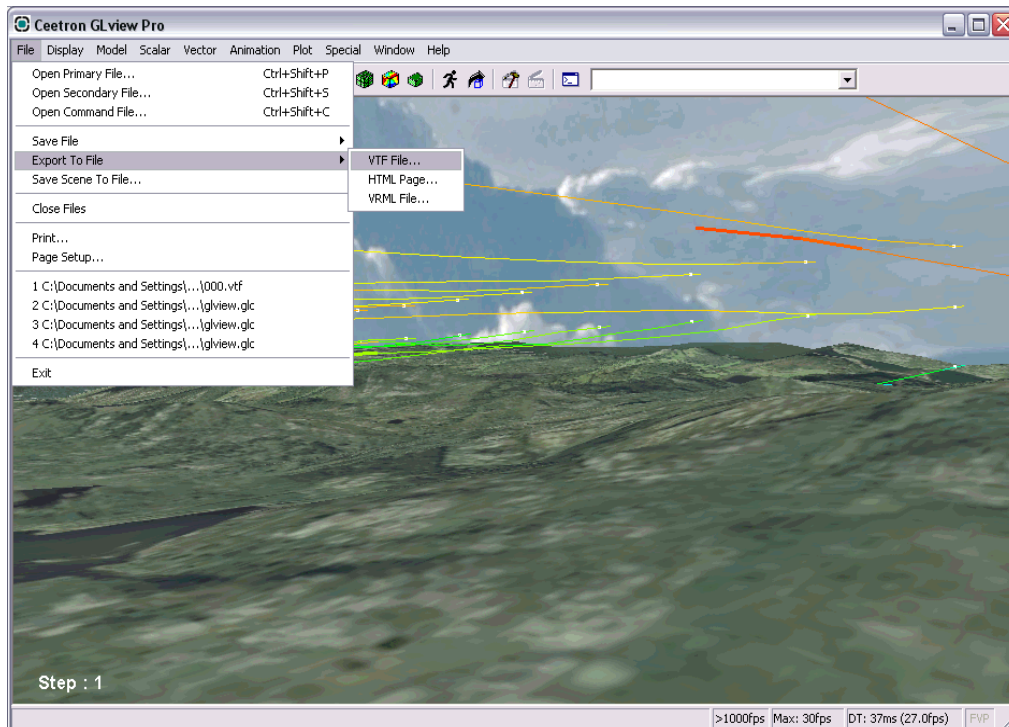 Ceetron GLview Pro
File Display Model Scalar Vector Animation Plot Special Window Help
Open Primary File... Ctrl+Shift+P
Open Secondary File... Ctrl+Shift+S
Open Command File... Ctrl+Shift+C
Save File
Export To File
VTF File...
Save Scene To File...
HTML Page...
VRML File...
Close Files
Print...
Page Setup...
1 C:\Documents and Settings\...\000.vtf
2 C:\Documents and Settings\...\glview.glc
3 C:\Documents and Settings\...\glview.glc
4 C:\Documents and Settings\...\glview.glc
Exit
Step : 1
>1000fps Max: 30fps DT: 37ms (27.0fps) FVP